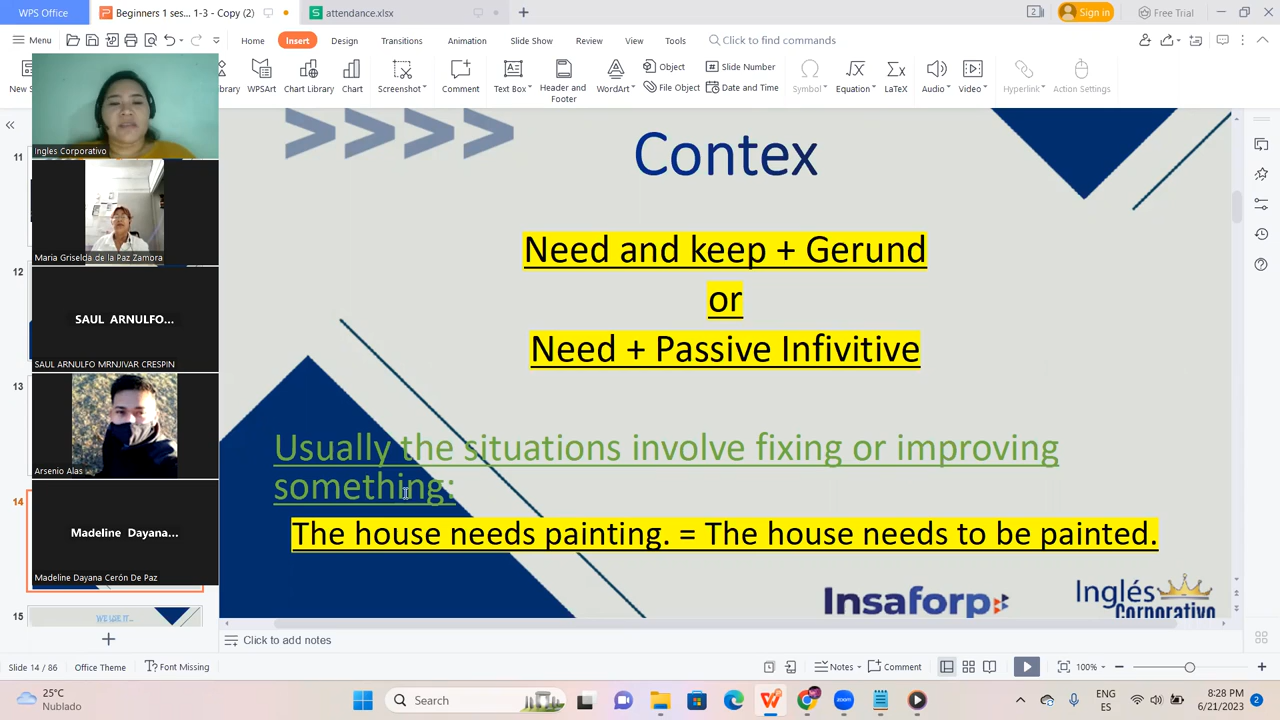 WPS Office
Beginner 1 ses... 1-3 - Copy (2)
attendance.xlsx
Sign in
Free Trial
Menu
Home
Insert
Design
Transitions
Animation
Slide Show
Review
View
Tools
Click to find commands
New S
ibrary
WPSArt
Chart Library
Chart
Screenshot
Comment
Text Box
Header and Footer
WordArt
Object
File Object
Slide Number
Date and Time
Symbol
Equation
LaTeX
Audio
Video
Hyperlink
Action Settings
Ingles Corporativo
Maria Griselda de la Paz Zamora
SAUL ARNULFO...
SAUL ARNULFO MRNJIVAR CRESPIN
Arsenio Alas
Madeline Dayana...
Madeline Dayana Cerón De Paz
11
12
13
14
15
Contex
Need and keep + Gerund
or
Need + Passive Infivitive
Usually the situations involve fixing or improving
something:
The house needs painting. = The house needs to be painted.
Insaforp
Inglés
Corporativo
Click to add notes
Slide 14 / 86
Office Theme
Font Missing
Notes
Comment
100%
25°C
Nublado
Search
ESP
ES
8:28 PM
6/21/2023
2